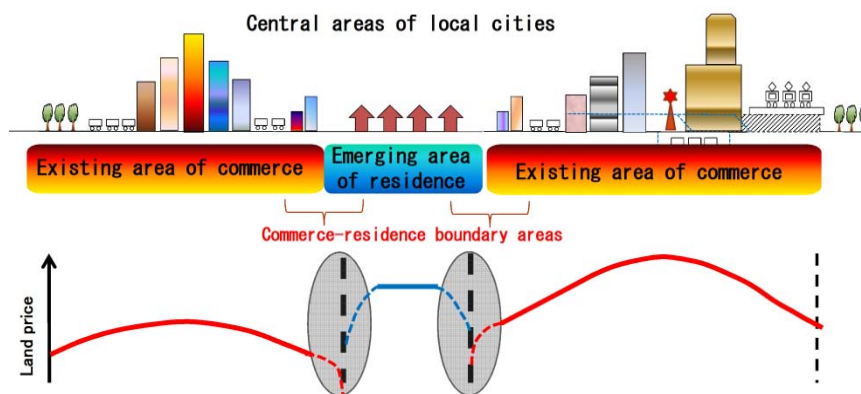 Central areas of local cities
Existing area of commerce
Emerging area
of residence
Existing area of commerce
Commerce-residence boundary areas
Land price